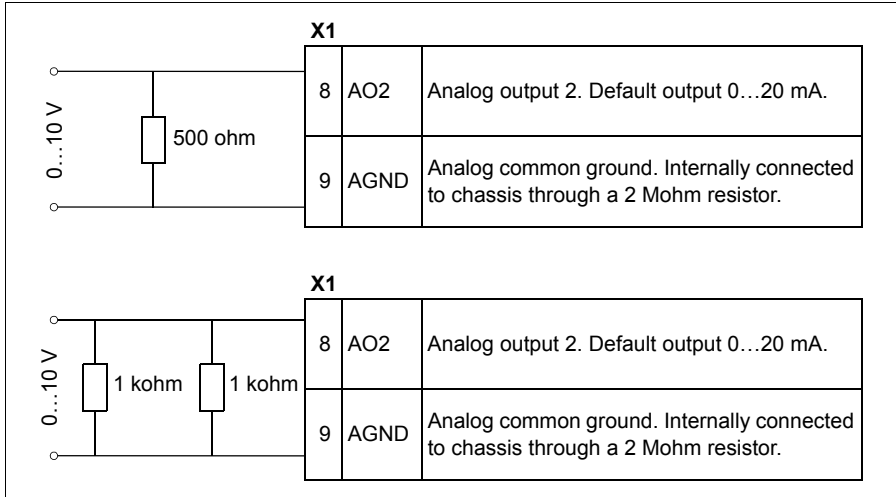 X1
8 AO2 Analog output 2. Default output 0…20 mA.
0…10 V
500 ohm
9 AGND Analog common ground. Internally connected
to chassis through a 2 Mohm resistor.
X1
8 AO2 Analog output 2. Default output 0…20 mA.
0…10 V
1 kohm 1 kohm
9 AGND Analog common ground. Internally connected
to chassis through a 2 Mohm resistor.